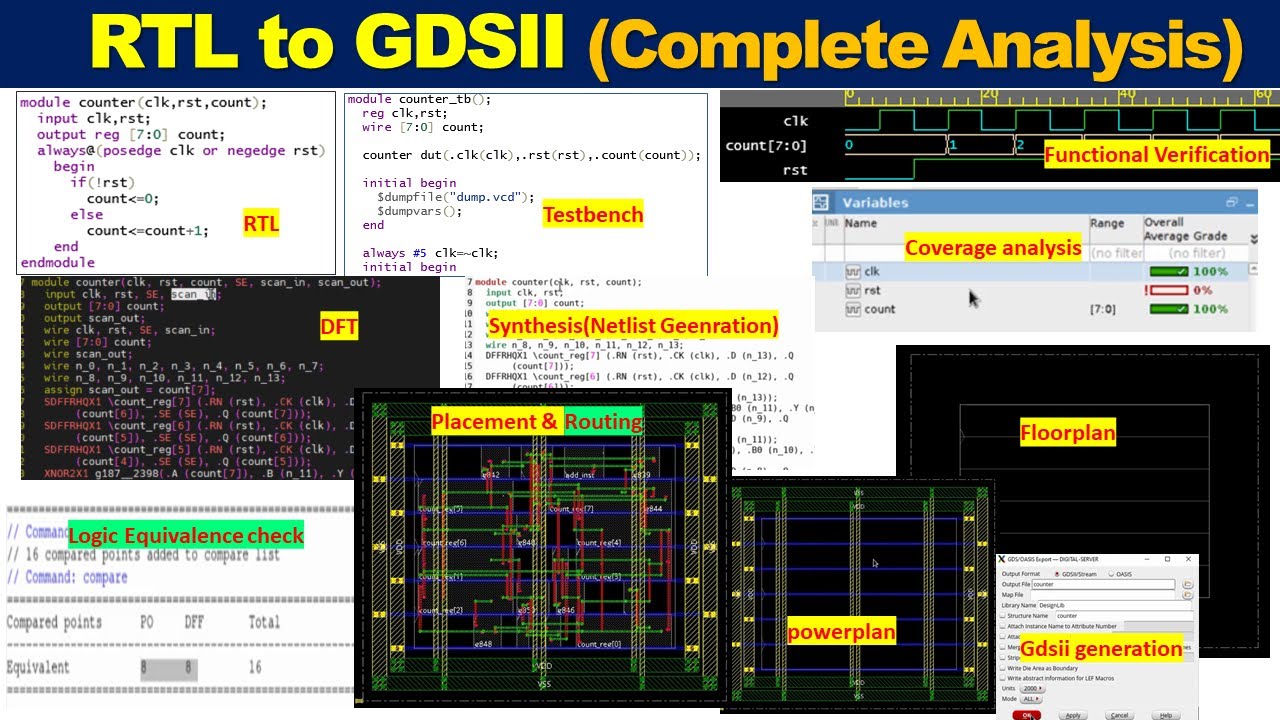 RTL to GDSII (Complete Analysis)
module counter(clk,rst,count);
input clk,rst;
output reg [7:0] count;
always@(posedge clk or negedge rst)
begin
if(!rst)
count<=0;
else
count<=count+1;
end
endmodule
RTL
module counter_tb();
reg clk,rst;
wire [7:0] count;
counter dut(.clk(clk),.rst(rst),.count(count));
initial begin
$dumpfile("dump.vcd");
$dumpvars();
end
always #5 clk=~clk;
initial begin
Testbench
0 20 40 60
clk
count[7:0] 0 1 2
rst
Functional Verification
Variables
Name Range Overall Average Grade
(no filter (no filter)
Coverage analysis
clk 100%
rst 0%
count [7:0] 100%
7 module counter(clk, rst, count, SE, scan_in, scan_out);
input clk, rst, SE, scan_in;
output [7:0] count;
output scan_out;
wire clk, rst, SE, scan_in;
wire [7:0] count;
wire scan_out;
wire n_0, n_1, n_2, n_3, n_4, n_5, n_6, n_7;
wire n_8, n_9, n_10, n_11, n_12, n_13;
assign scan_out = count[7];
SDFFRHQX1 \count_reg[7] (.RN (rst), .CK (clk), .D
(count[6]), .SE (SE), .Q (count[7]));
SDFFRHQX1 \count_reg[6] (.RN (rst), .CK (clk), .D
(count[5]), .SE (SE), .Q (count[6]));
SDFFRHQX1 \count_reg[5] (.RN (rst), .CK (clk), .D
(count[4]), .SE (SE), .Q (count[5]));
XNOR2X1 g187__2398(.A (count[7]), .B (n_11), .Y (
DFT
7 module counter(clk, rst, count);
8 input clk, rst;
9 output [7:0] count;
Synthesis(Netlist Geenration)
13 wire n_8, n_9, n_10, n_11, n_12, n_13;
14 DFFRHQX1 \count_reg[7] (.RN (rst), .CK (clk), .D (n_13), .Q
15 (count[7]));
16 DFFRHQX1 \count_reg[6] (.RN (rst), .CK (clk), .D (n_12), .Q
17 (count[6]));
(n_13));
B0 (n_11), .Y (n
(n_9), .Q
(n_11));
), .B0 (n_10), .
Placement & Routing
g842 add_inst g839
count_reg[5] count_reg[7] g844
count_reg[6] g840 count_reg[4]
count_reg[1] count_reg[3]
count_reg[2] g846
g848 count_reg[0]
VDD
VDD
VSS
Floorplan
VSS
VDD
VDD
powerplan
VDD
VSS
Logic Equivalence check
// Comman
// 16 compared points added to compare list
// Command: compare
Compared points PO DFF Total
Equivalent 8 8 16
GDS/OASIS Export — DIGITAL-SERVER
Output Format GDSII/Stream OASIS
Output File counter
Map File
Library Name DesignLib
Structure Name counter
Attach Instance Name to Attribute Number
Gdsii generation
Write Die Area as Boundary
Write abstract information for LEF Macros
Units 2000
Mode ALL
OK Apply Cancel Help